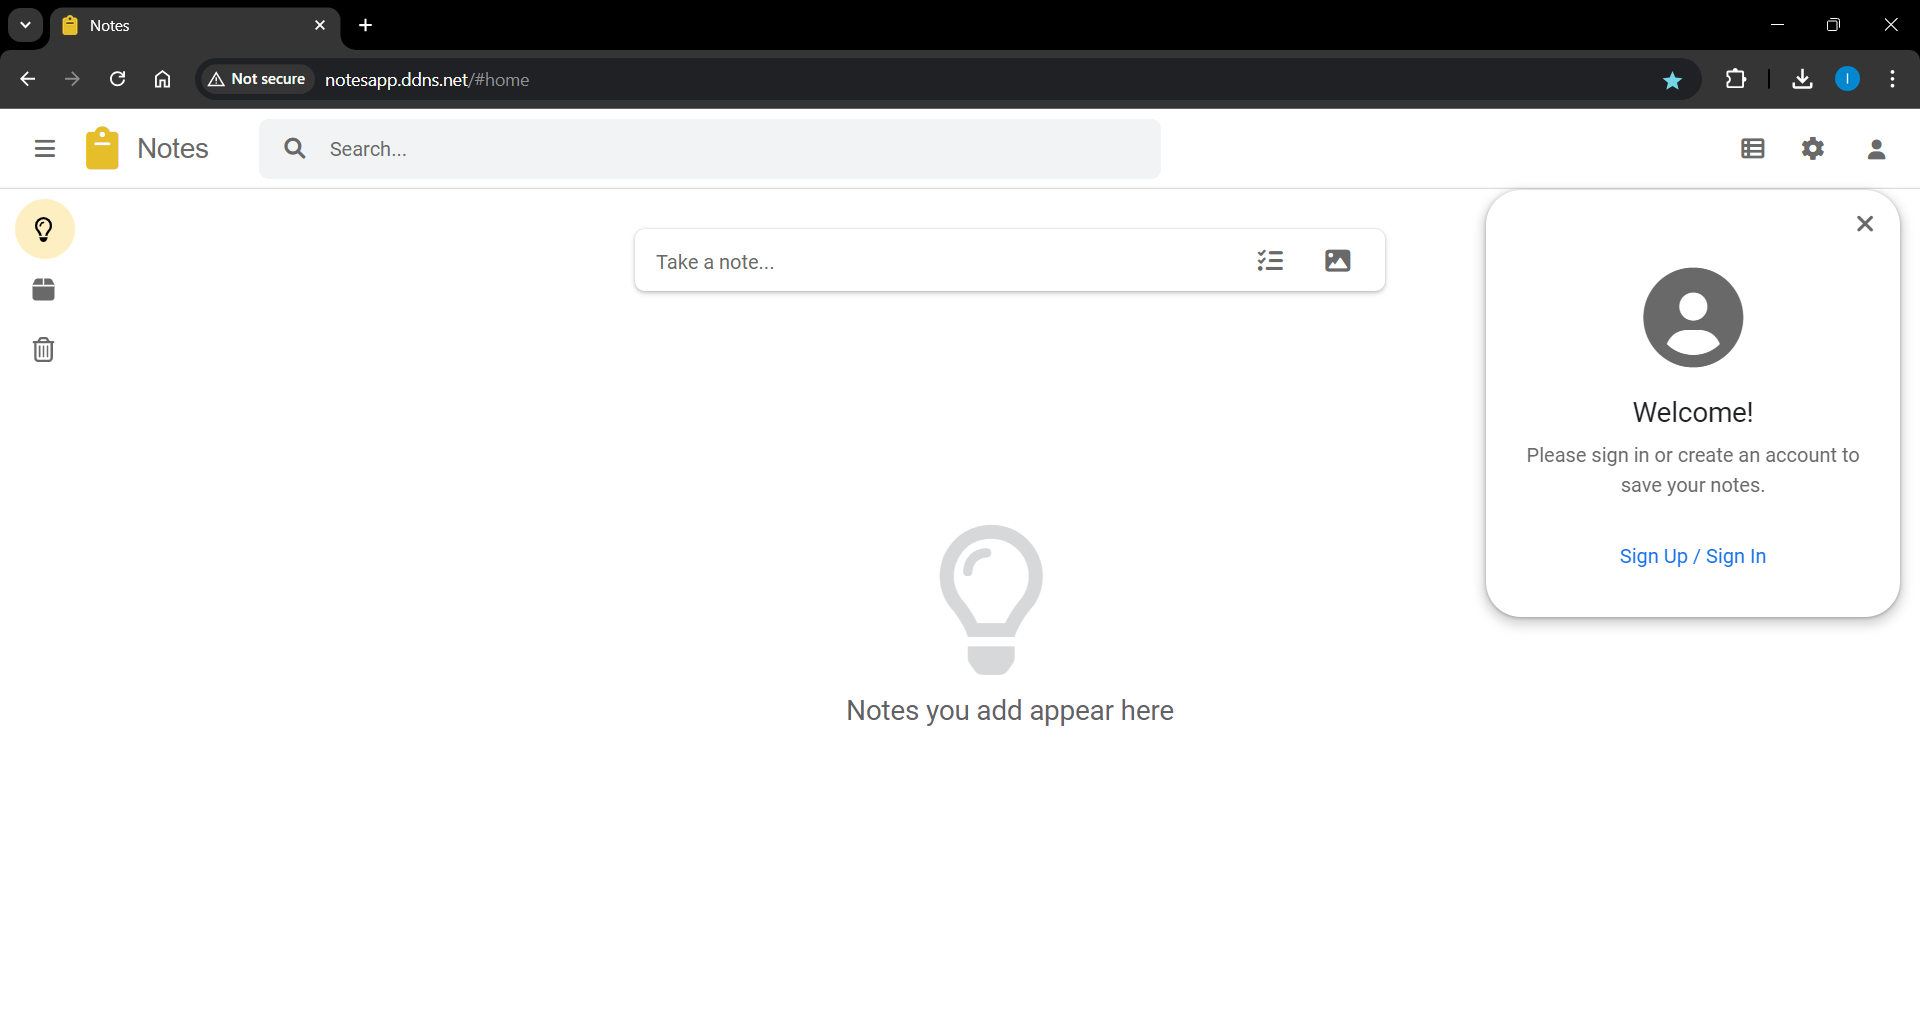 Notes
Not secure
notesapp.ddns.net/#home
I
Notes
Search...
Take a note...
Welcome!
Please sign in or create an account to
save your notes.
Sign Up / Sign In
Notes you add appear here